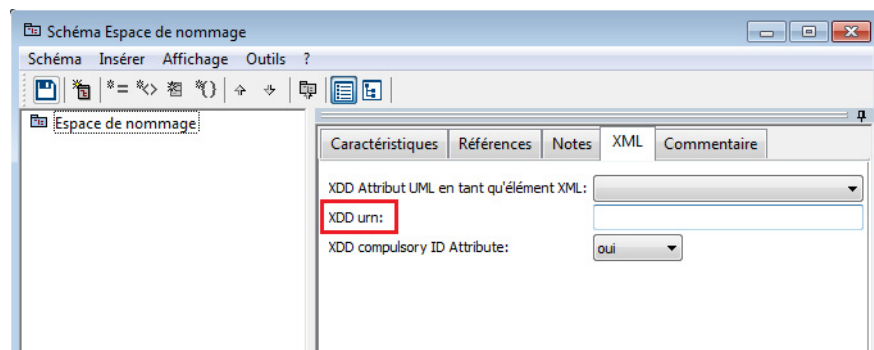 Schéma Espace de nommage
Schéma Insérer Affichage Outils ?
Espace de nommage
Caractéristiques Références Notes XML Commentaire
XDD Attribut UML en tant qu'élément XML:
XDD urn:
XDD compulsory ID Attribute: oui